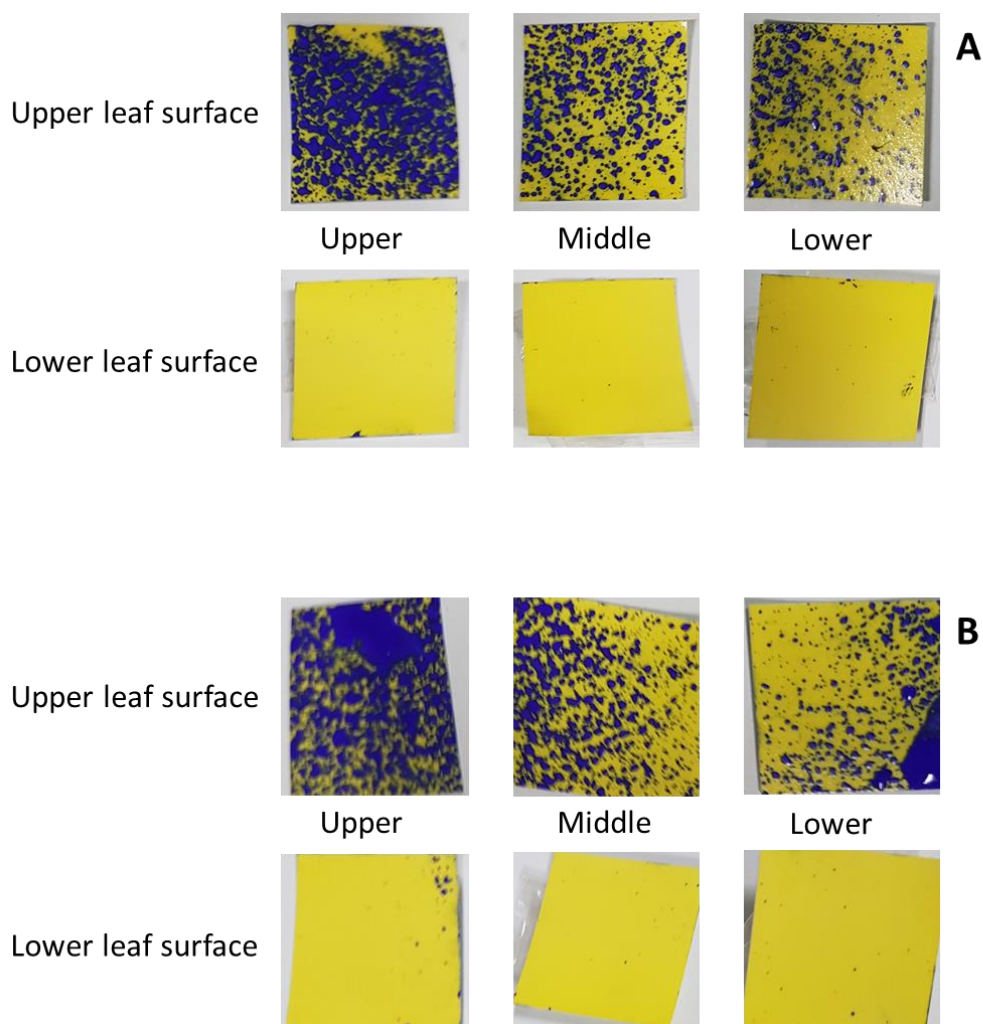 A
Upper leaf surface
Upper Middle Lower
Lower leaf surface
B
Upper leaf surface
Upper Middle Lower
Lower leaf surface